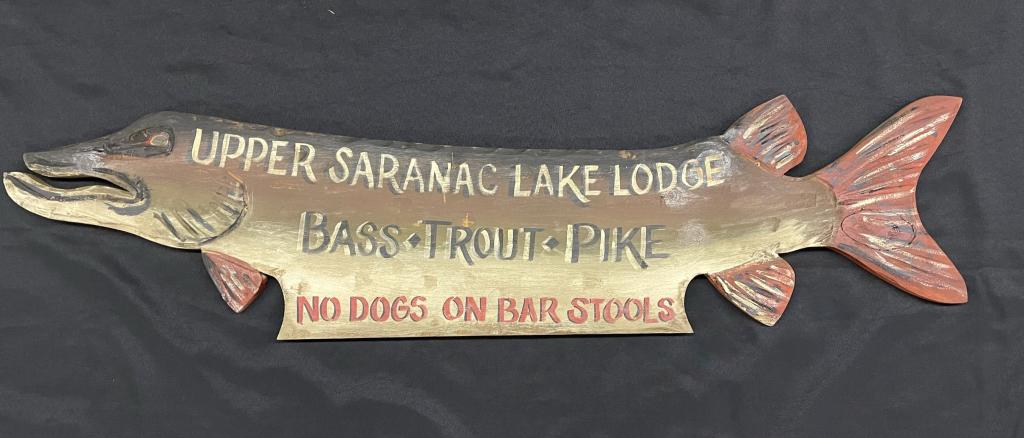 UPPER SARANAC LAKE LODGE
BASS • TROUT • PIKE
NO DOGS ON BAR STOOLS